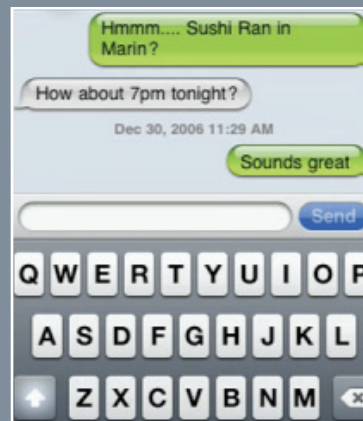 Hmmm.... Sushi Ran in
Marin?
How about 7pm tonight?
Dec 30, 2006 11:29 AM
Sounds great
Send
Q W E R T Y U I O P
A S D F G H J K L
Z X C V B N M